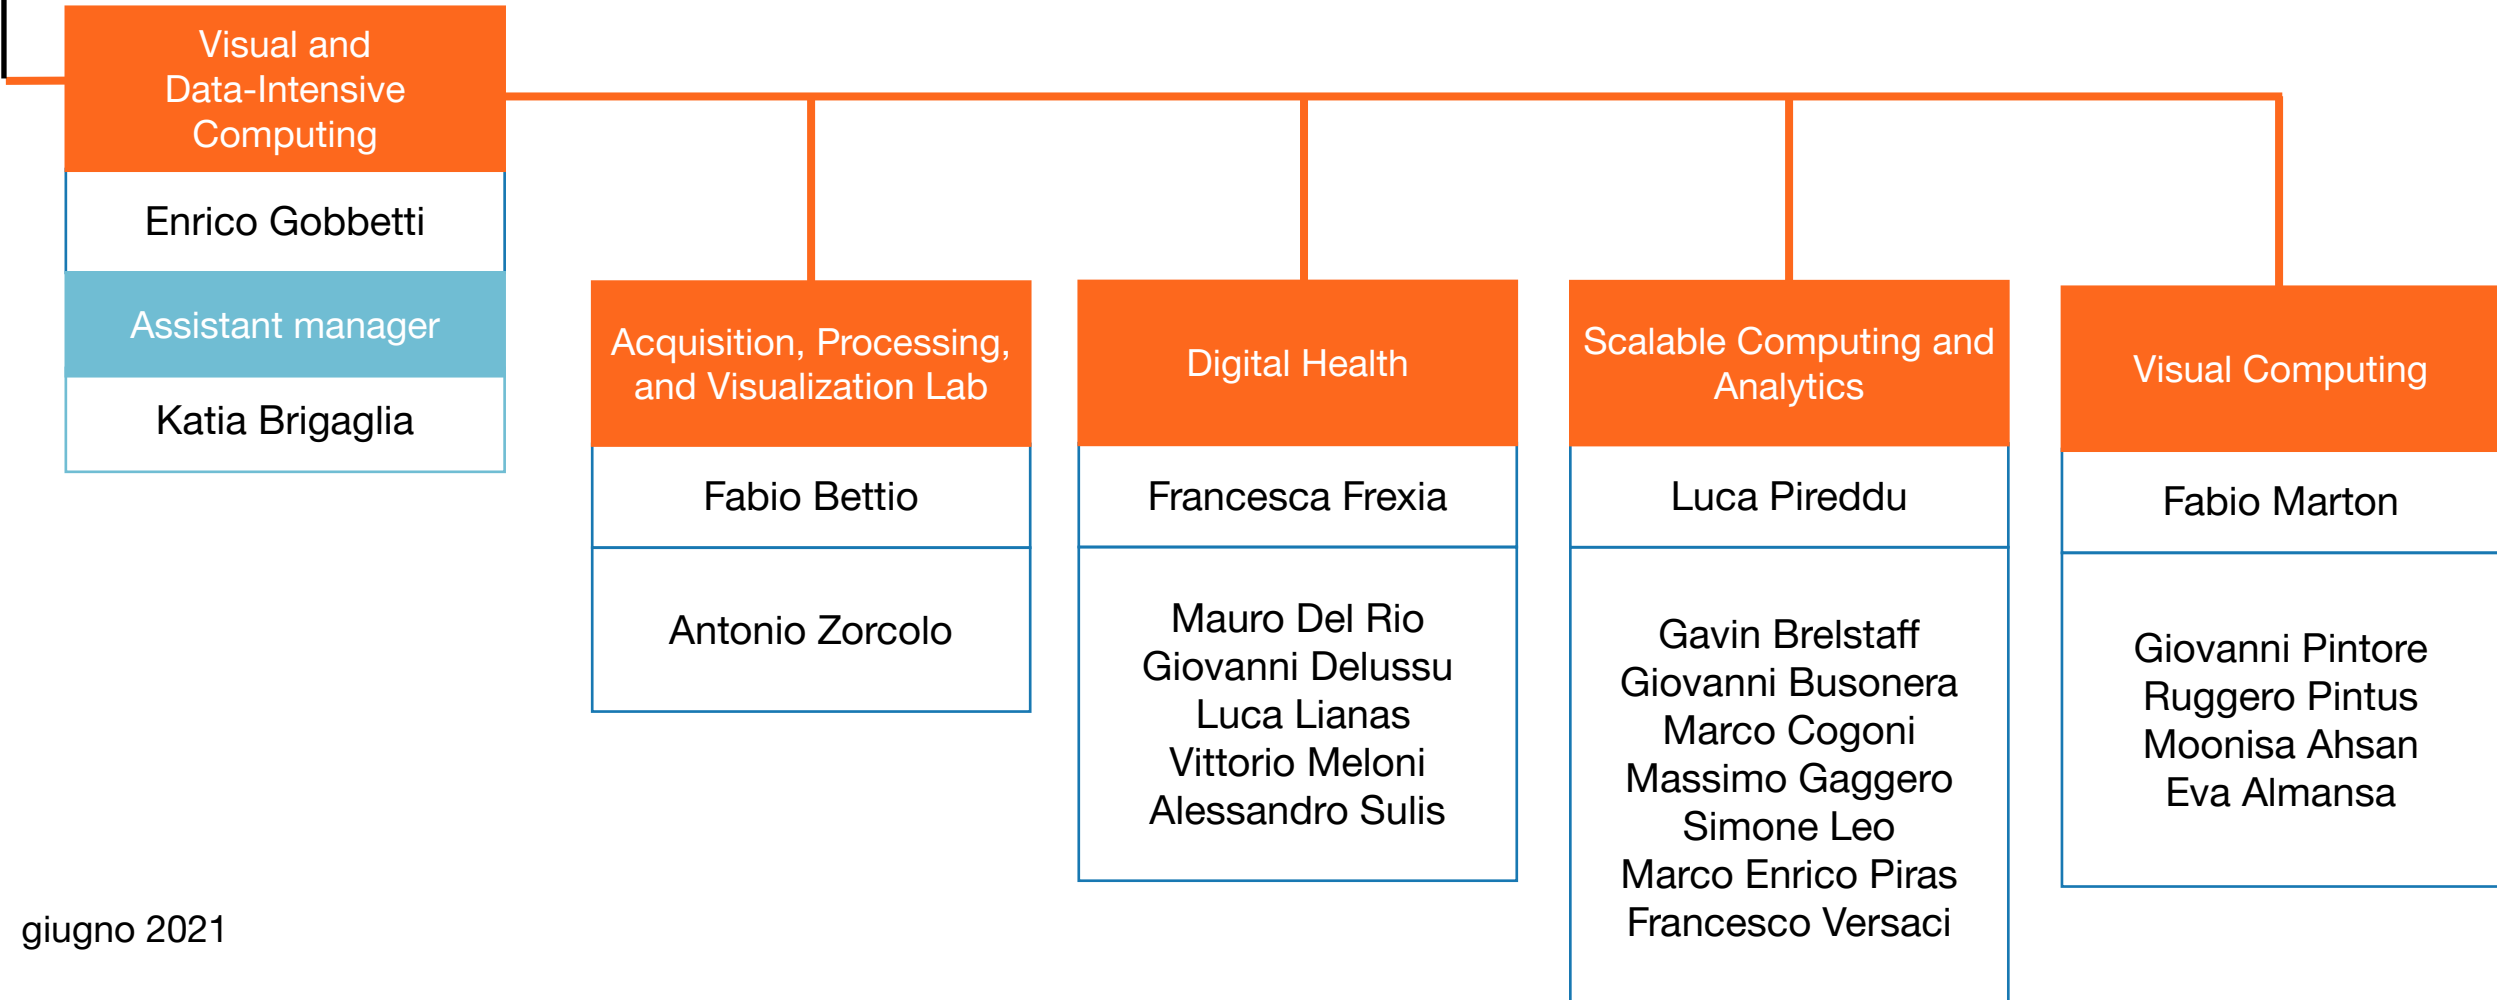 Visual and
Data-Intensive
Computing
Enrico Gobbetti
Assistant manager
Katia Brigaglia
Acquisition, Processing,
and Visualization Lab
Fabio Bettio
Antonio Zorcolo
Digital Health
Francesca Frexia
Mauro Del Rio
Giovanni Delussu
Luca Lianas
Vittorio Meloni
Alessandro Sulis
Scalable Computing and
Analytics
Luca Pireddu
Gavin Brelstaff
Giovanni Busonera
Marco Cogoni
Massimo Gaggero
Simone Leo
Marco Enrico Piras
Francesco Versaci
Visual Computing
Fabio Marton
Giovanni Pintore
Ruggero Pintus
Moonisa Ahsan
Eva Almansa
giugno 2021